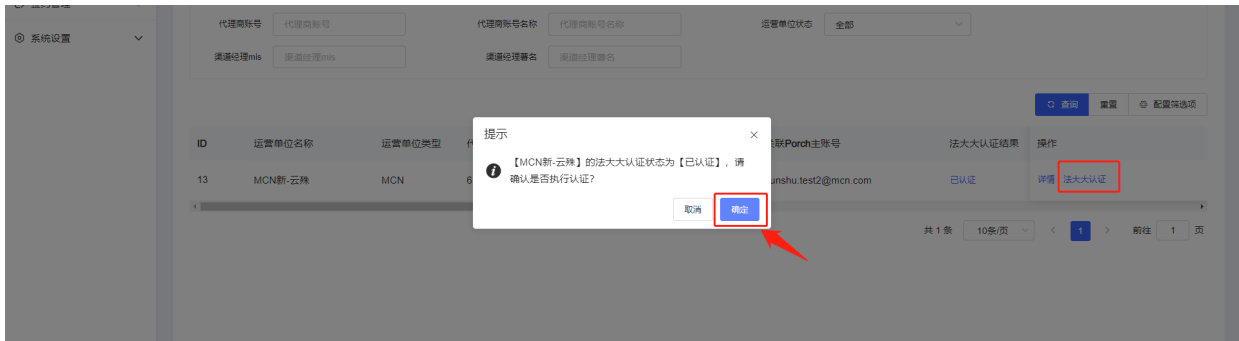 系统设置
代理商账号 代理商账号
代理商账号名称 代理商账号名称
运营单位状态 全部
渠道经理mis 渠道经理mis
渠道经理署名 渠道经理署名
查询 重置 配置筛选项
提示
【MCN新-云殊】的法大大认证状态为【已认证】，请
确认是否执行认证？
取消 确定
ID 运营单位名称 运营单位类型 关联Porch主账号 法大大认证结果 操作
13 MCN新-云殊 MCN 6 unshu.test2@mcn.com 已认证 详情 法大大认证
共 1 条 10条/页 1 前往 1 页